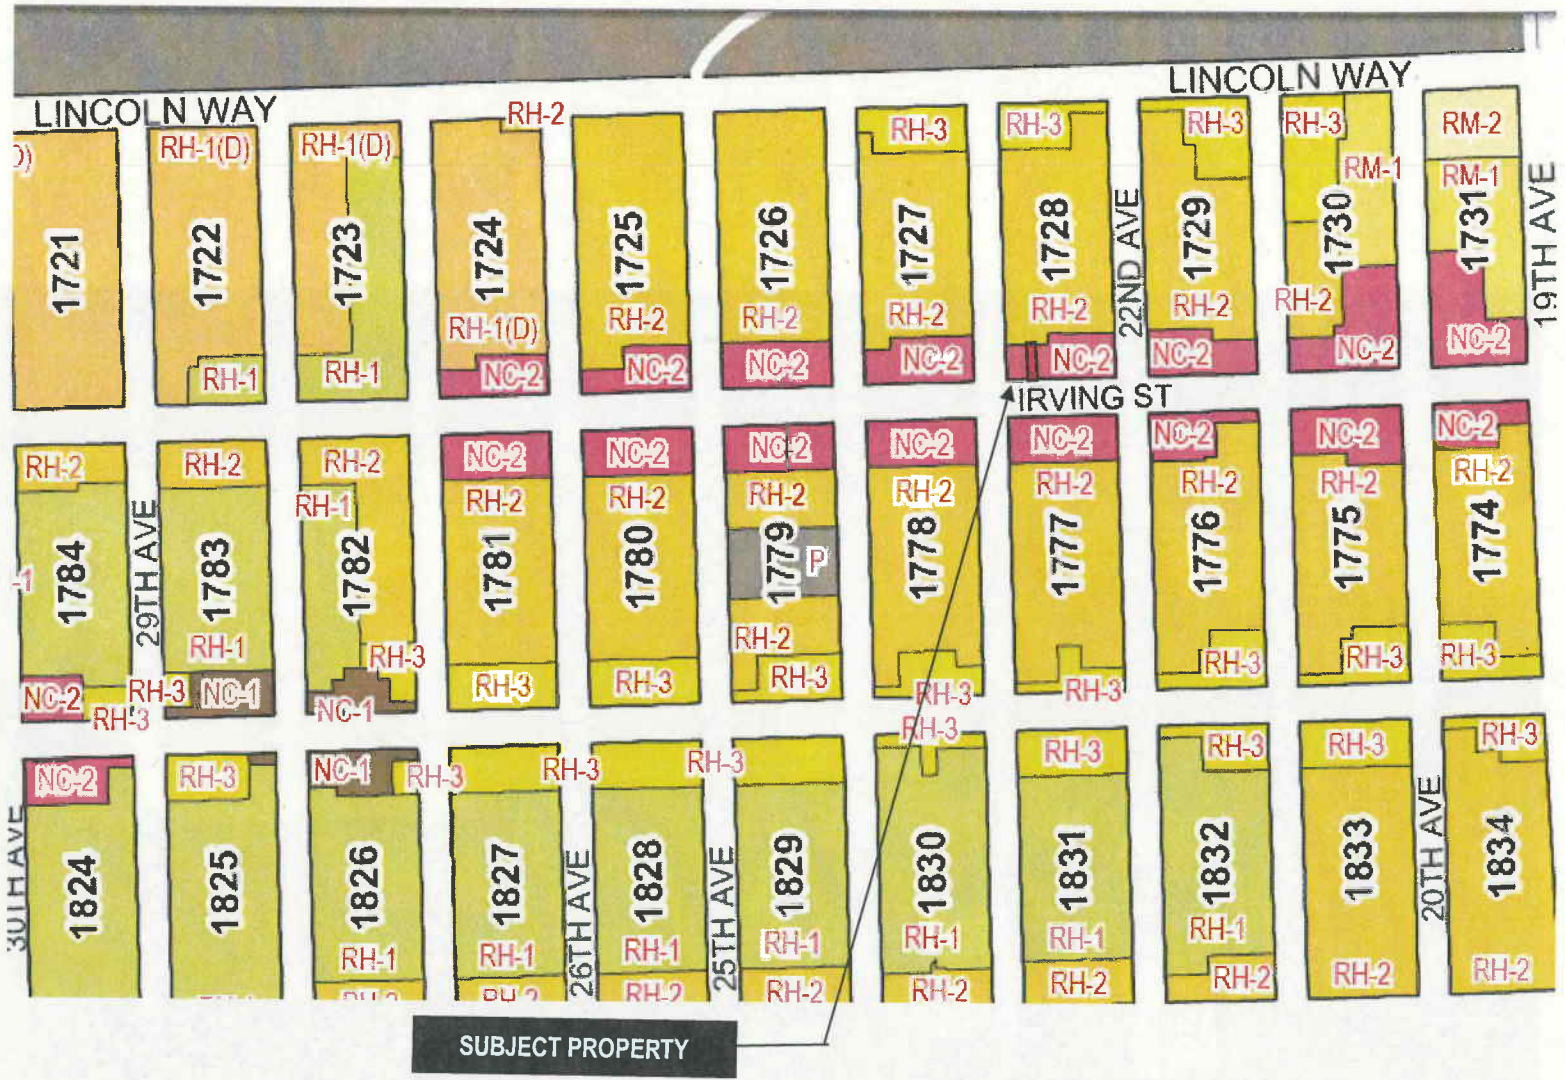 LINCOLN WAY
LINCOLN WAY
RH-1(D)
RH-1(D)
RH-2
RH-3
RH-3
RH-3
RH-3
RM-2
RM-1
RM-1
1721
1722
1723
1724
1725
1726
1727
1728
22ND AVE
1729
1730
1731
19TH AVE
RH-1(D)
RH-2
RH-2
RH-2
RH-2
RH-2
RH-2
RH-1
RH-1
NC-2
NC-2
NC-2
NC-2
NC-2
NC-2
NC-2
NC-2
IRVING ST
RH-2
RH-2
RH-2
NC-2
NC-2
NC-2
NC-2
NC-2
NC-2
NC-2
NC-2
RH-1
RH-2
RH-2
RH-2
RH-2
RH-2
RH-2
RH-2
RH-2
1784
29TH AVE
1783
1782
1781
1780
1779
P
1778
1777
1776
1775
1774
-1
RH-1
RH-3
RH-2
NC-2
RH-3
RH-3
NC-1
NC-1
RH-3
RH-3
RH-3
RH-3
RH-3
RH-3
RH-3
RH-3
NC-2
RH-3
NC-1
RH-3
RH-3
RH-3
RH-3
RH-3
RH-3
RH-3
RH-3
30TH AVE
1824
1825
1826
1827
26TH AVE
1828
25TH AVE
1829
1830
1831
1832
1833
20TH AVE
1834
RH-1
RH-1
RH-1
RH-1
RH-1
RH-1
RH-1
RH-2
RH-2
RH-2
RH-2
RH-2
RH-2
RH-2
RH-2
RH-2
SUBJECT PROPERTY